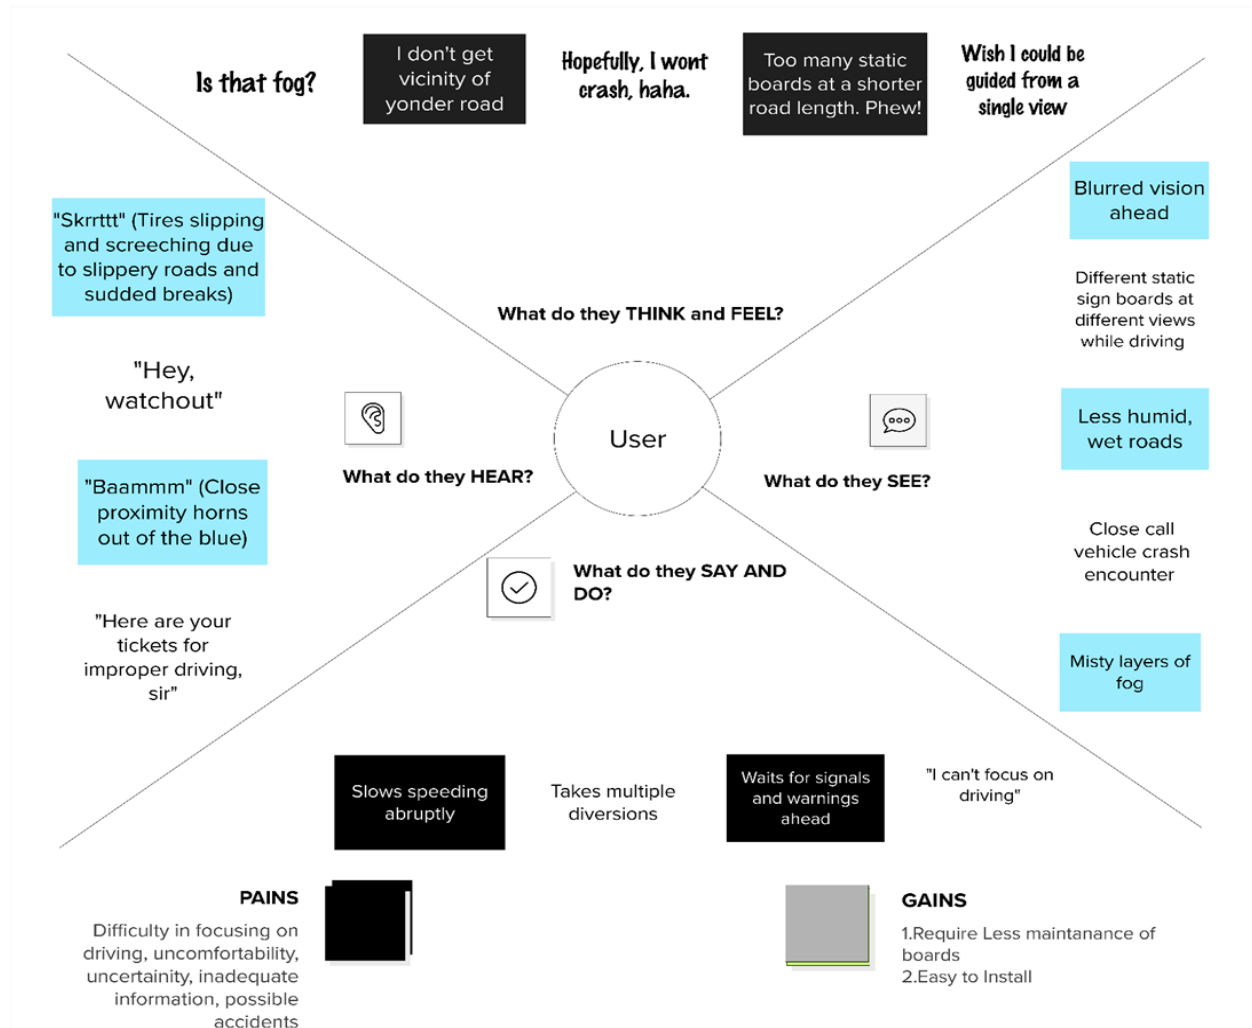 Is that fog?
I don't get
vicinity of
yonder road
Hopefully, I wont
crash, haha.
Too many static
boards at a shorter
road length. Phew!
Wish I could be
guided from a
single view
"Skrrttt" (Tires slipping
and screeching due
to slippery roads and
sudded breaks)
"Hey,
watchout"
"Baammm" (Close
proximity horns
out of the blue)
"Here are your
tickets for
improper driving,
sir"
What do they THINK and FEEL?
User
What do they HEAR?
What do they SEE?
What do they SAY AND
DO?
Blurred vision
ahead
Different static
sign boards at
different views
while driving
Less humid,
wet roads
Close call
vehicle crash
encounter
Misty layers of
fog
Slows speeding
abruptly
Takes multiple
diversions
Waits for signals
and warnings
ahead
"I can't focus on
driving"
PAINS
Difficulty in focusing on
driving, uncomfortability,
uncertainity, inadequate
information, possible
accidents
GAINS
1.Require Less maintanance of
boards
2.Easy to Install